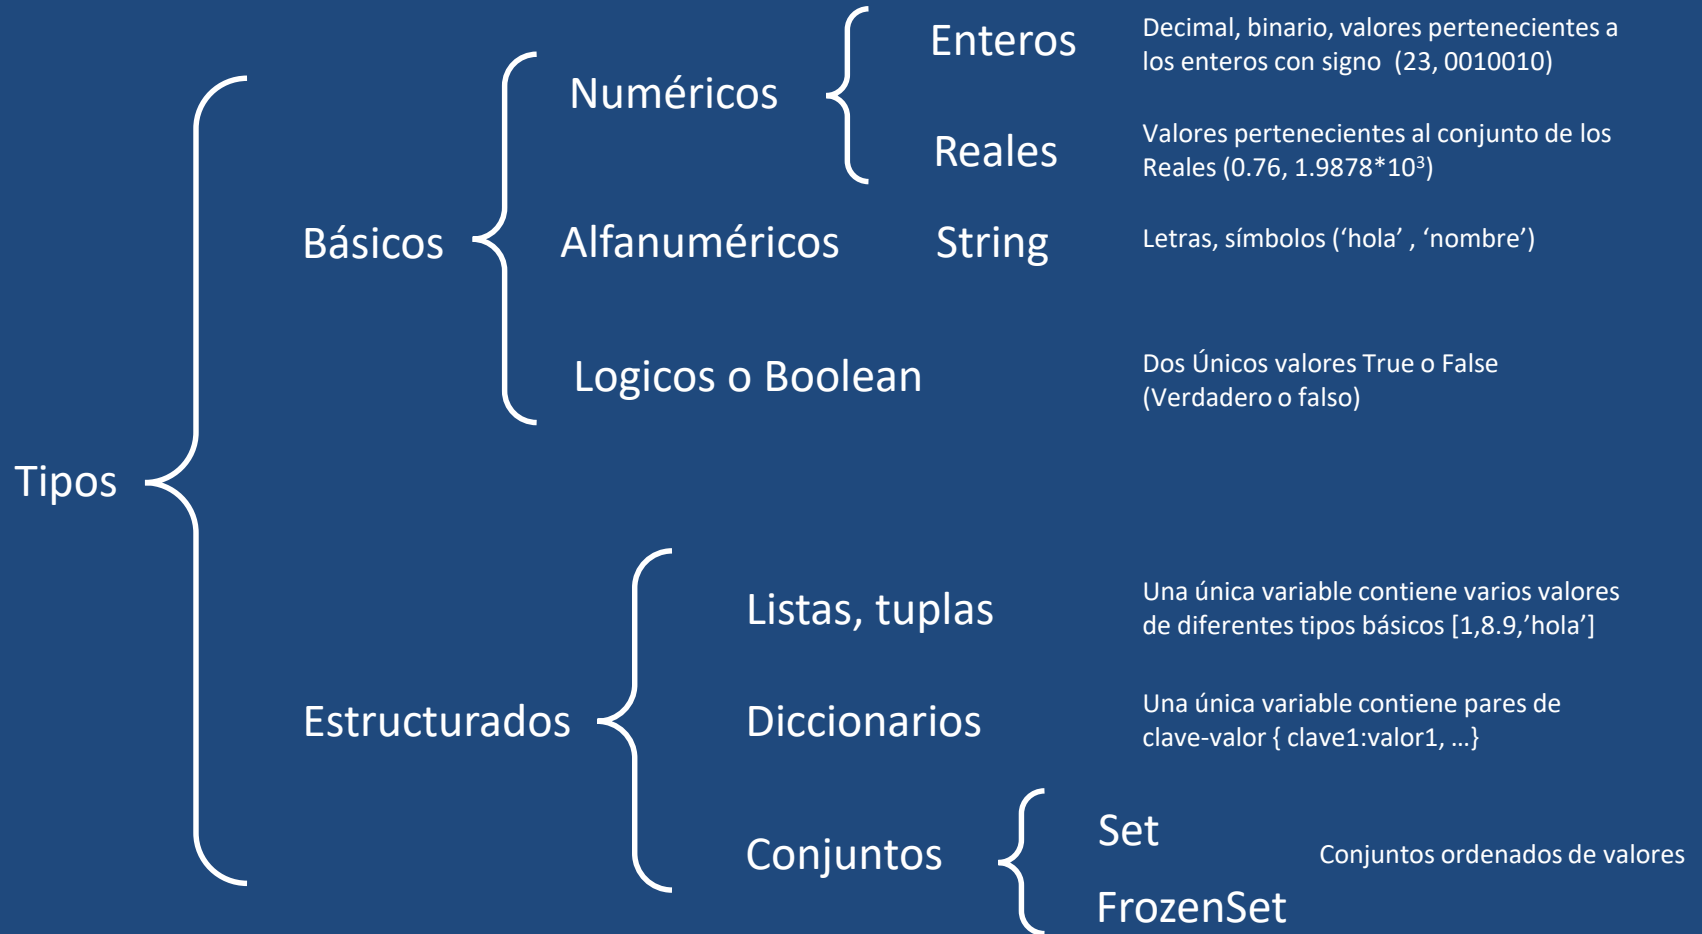 Tipos
Básicos
Numéricos
Enteros
Decimal, binario, valores pertenecientes a
los enteros con signo  (23, 0010010)
Reales
Valores pertenecientes al conjunto de los
Reales (0.76, 1.9878*10³)
Alfanuméricos
String
Letras, símbolos (‘hola’ , ‘nombre’)
Logicos o Boolean
Dos Únicos valores True o False
(Verdadero o falso)
Estructurados
Listas, tuplas
Una única variable contiene varios valores
de diferentes tipos básicos [1,8.9,’hola’]
Diccionarios
Una única variable contiene pares de
clave-valor { clave1:valor1, …}
Conjuntos
Set
FrozenSet
Conjuntos ordenados de valores